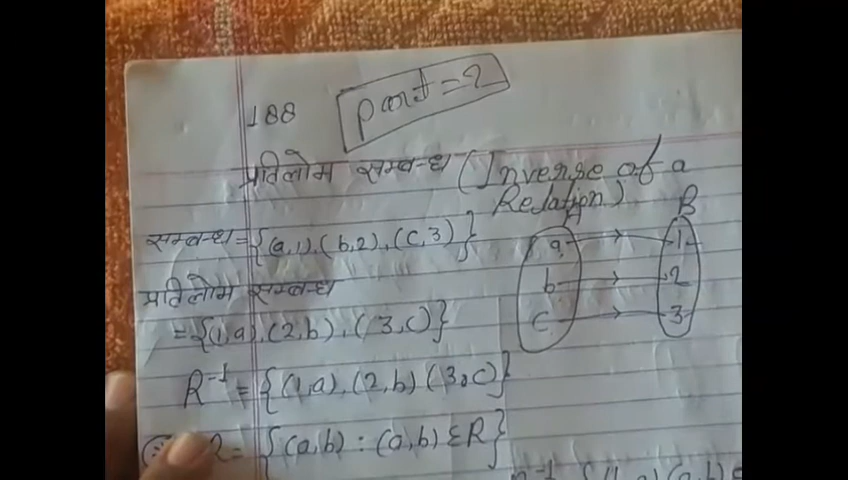 188
part=2
प्रतिलोम सम्बन्ध (Inverse of a
Relation)
सम्बन्ध={(a,1),(b,2),(c,3)}
A B
a 1
b 2
c 3
प्रतिलोम सम्बन्ध
={(1,a),(2,b),(3,c)}
R⁻¹={(1,a),(2,b)(3,c)}
={(a,b):(a,b)ƐR}